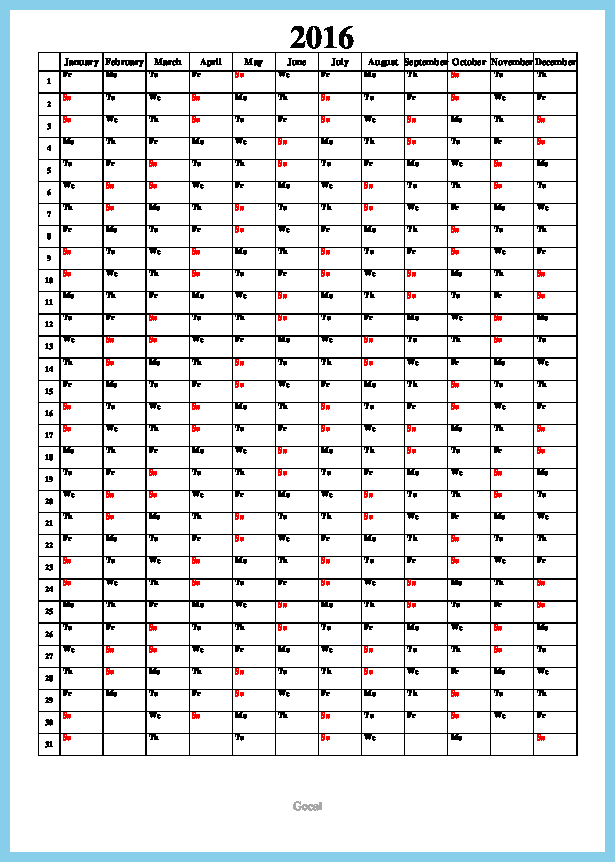 2016
January February March April May June July August September October November December
1 Fr Mo Tu Fr Su We Fr Mo Th Sa Tu Th
2 Sa Tu We Sa Mo Th Sa Tu Fr Su We Fr
3 Su We Th Su Tu Fr Su We Sa Mo Th Sa
4 Mo Th Fr Mo We Sa Mo Th Su Tu Fr Su
5 Tu Fr Sa Tu Th Su Tu Fr Mo We Sa Mo
6 We Sa Su We Fr Mo We Sa Tu Th Su Tu
7 Th Su Mo Th Sa Tu Th Su We Fr Mo We
8 Fr Mo Tu Fr Su We Fr Mo Th Sa Tu Th
9 Sa Tu We Sa Mo Th Sa Tu Fr Su We Fr
10 Su We Th Su Tu Fr Su We Sa Mo Th Sa
11 Mo Th Fr Mo We Sa Mo Th Su Tu Fr Su
12 Tu Fr Sa Tu Th Su Tu Fr Mo We Sa Mo
13 We Sa Su We Fr Mo We Sa Tu Th Su Tu
14 Th Su Mo Th Sa Tu Th Su We Fr Mo We
15 Fr Mo Tu Fr Su We Fr Mo Th Sa Tu Th
16 Sa Tu We Sa Mo Th Sa Tu Fr Su We Fr
17 Su We Th Su Tu Fr Su We Sa Mo Th Sa
18 Mo Th Fr Mo We Sa Mo Th Su Tu Fr Su
19 Tu Fr Sa Tu Th Su Tu Fr Mo We Sa Mo
20 We Sa Su We Fr Mo We Sa Tu Th Su Tu
21 Th Su Mo Th Sa Tu Th Su We Fr Mo We
22 Fr Mo Tu Fr Su We Fr Mo Th Sa Tu Th
23 Sa Tu We Sa Mo Th Sa Tu Fr Su We Fr
24 Su We Th Su Tu Fr Su We Sa Mo Th Sa
25 Mo Th Fr Mo We Sa Mo Th Su Tu Fr Su
26 Tu Fr Sa Tu Th Su Tu Fr Mo We Sa Mo
27 We Sa Su We Fr Mo We Sa Tu Th Su Tu
28 Th Su Mo Th Sa Tu Th Su We Fr Mo We
29 Fr Mo Tu Fr Su We Fr Mo Th Sa Tu Th
30 Sa We Sa Mo Th Sa Tu Fr Su We Fr
31 Su Th Tu Su We Mo Sa
Gocal